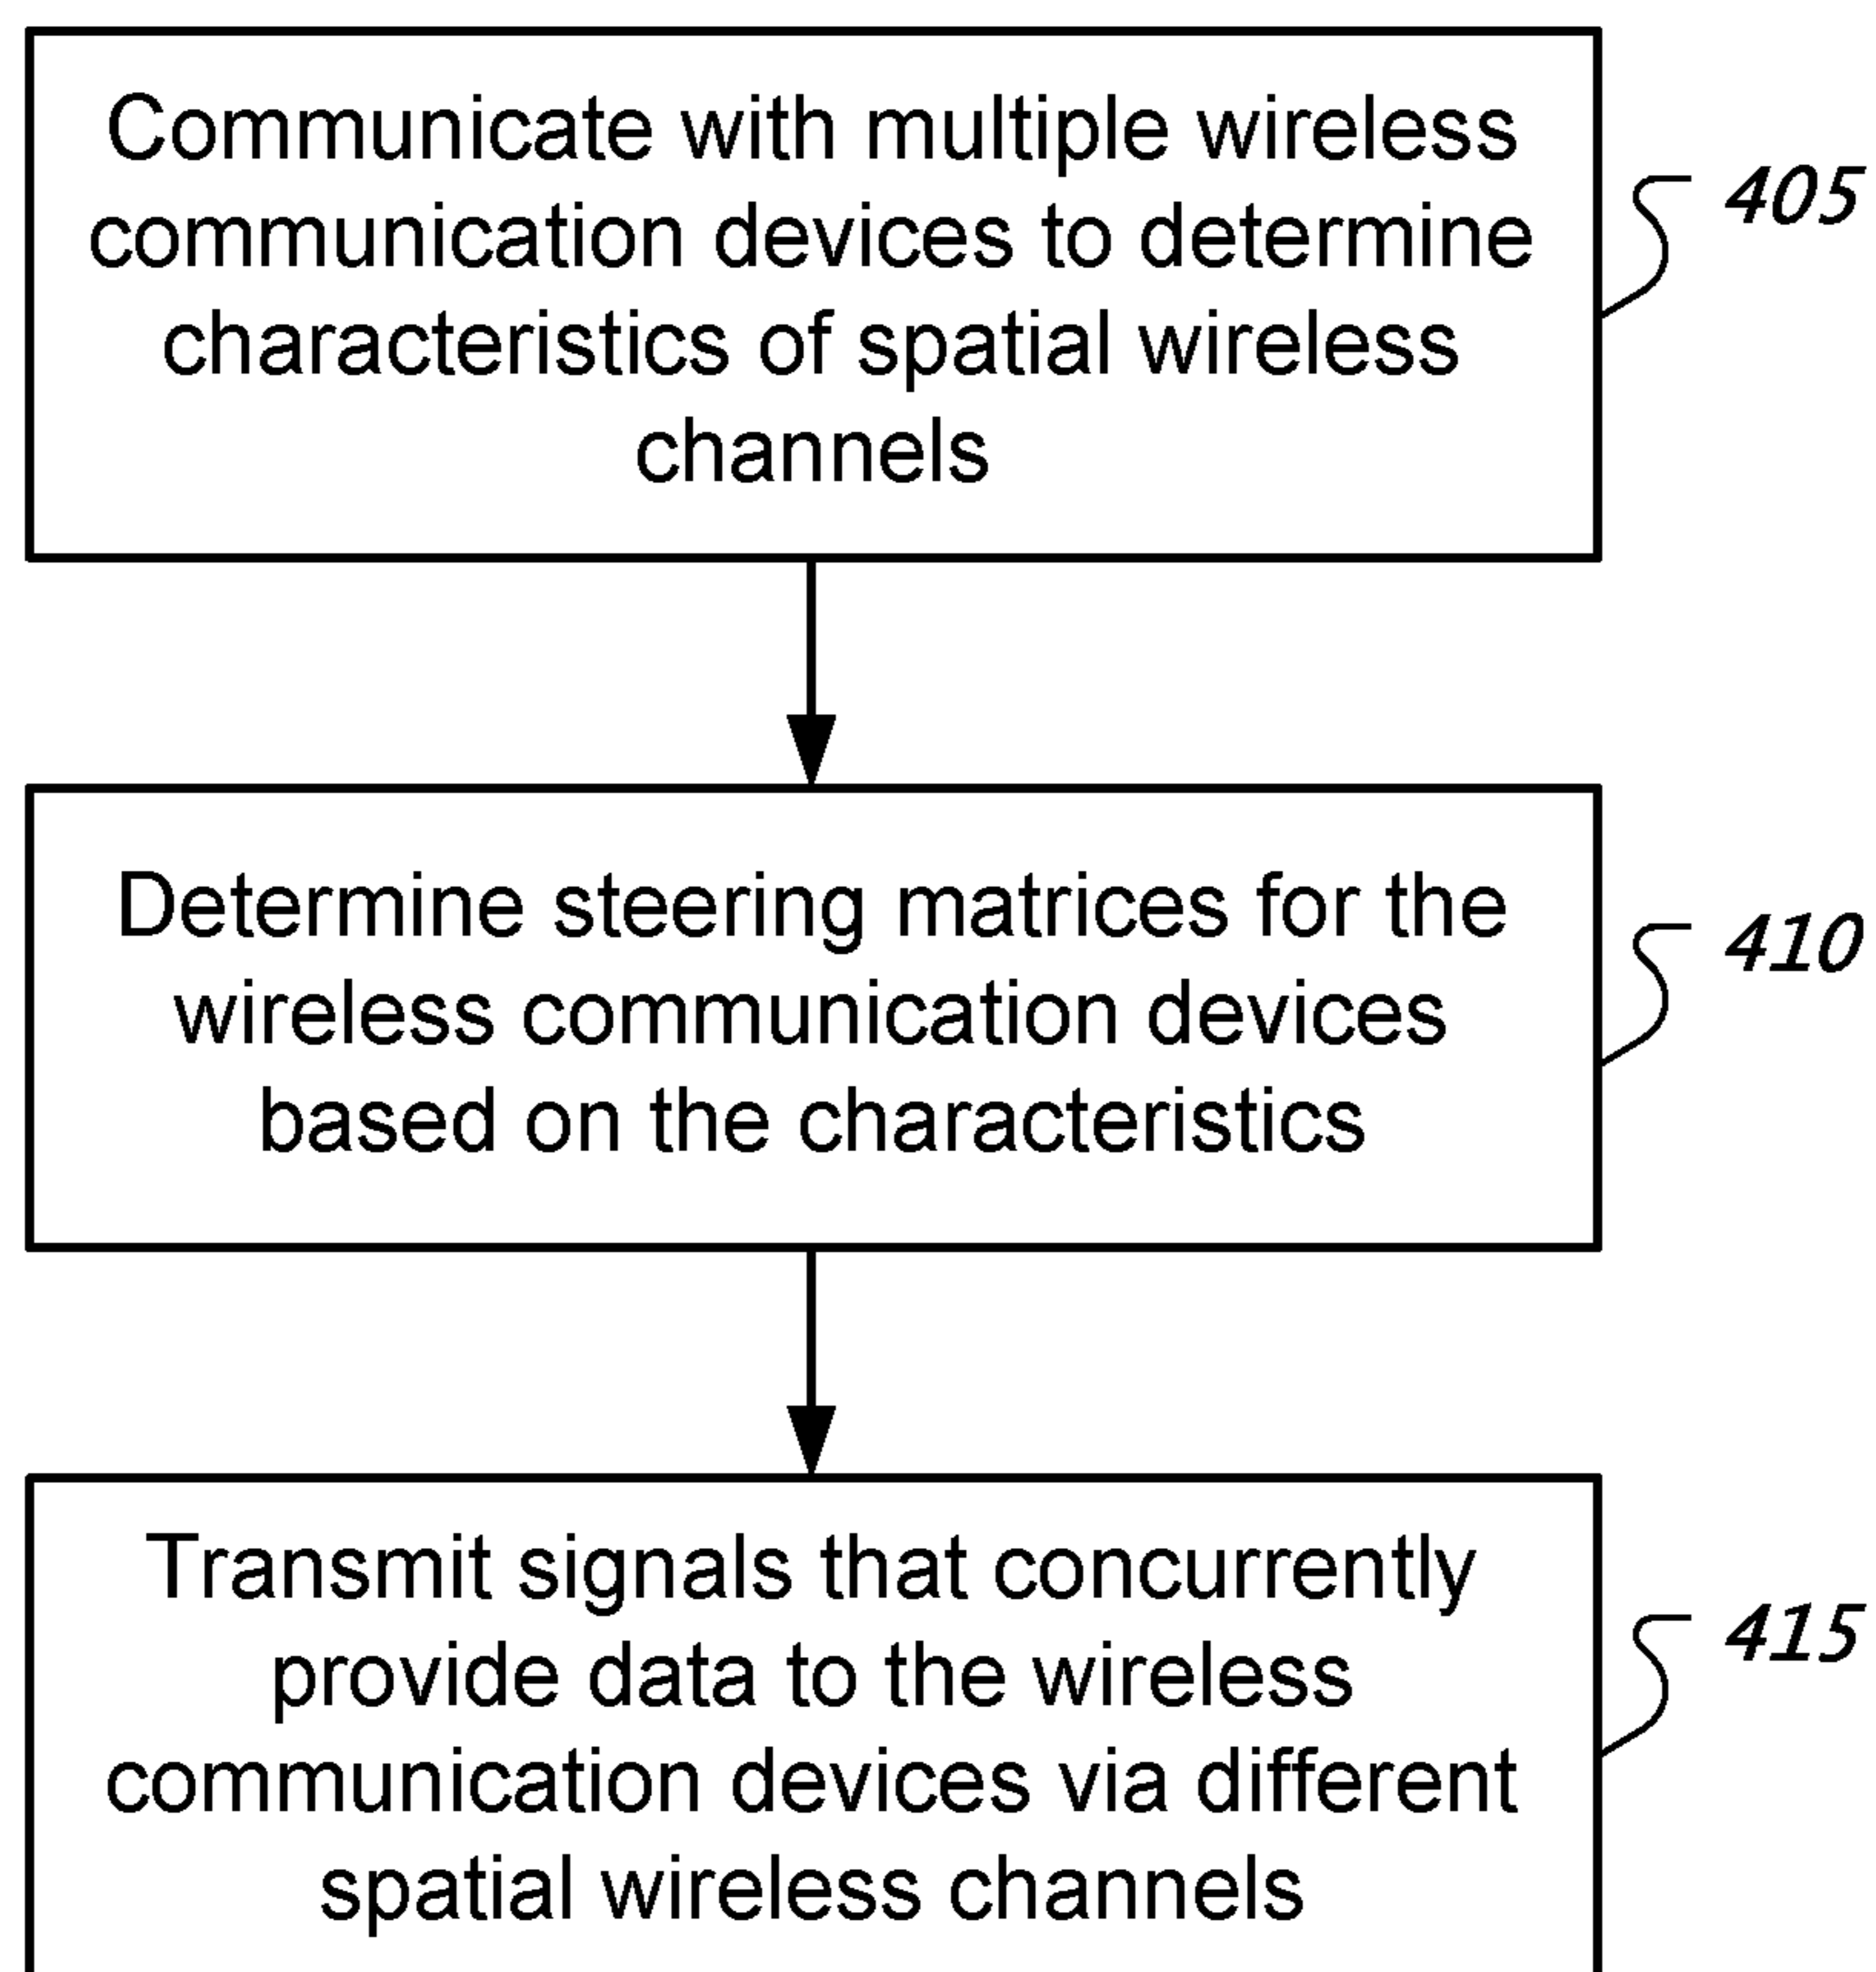 Communicate with multiple wireless
communication devices to determine
characteristics of spatial wireless
channels
405
Determine steering matrices for the
wireless communication devices
based on the characteristics
410
Transmit signals that concurrently
provide data to the wireless
communication devices via different
spatial wireless channels
415